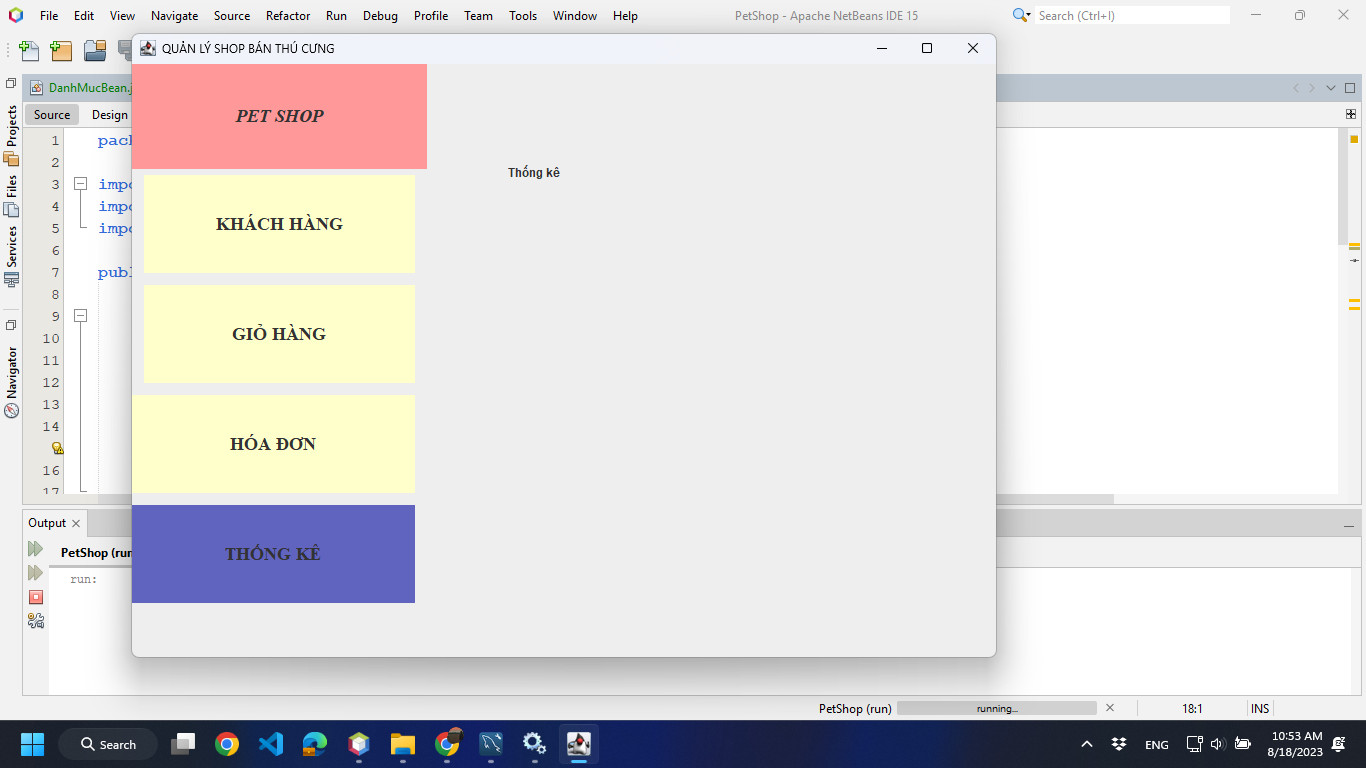 File Edit View Navigate Source Refactor Run Debug Profile Team Tools Window Help
PetShop - Apache NetBeans IDE 15
Search (Ctrl+I)
QUẢN LÝ SHOP BÁN THÚ CƯNG
DanhMucBean.j
Source Design
Projects
Files
Services
Navigator
1 pack
2
3 impo
4 impo
5 impo
6
7 publ
8
9
10
11
12
13
14
16
17
PET SHOP
KHÁCH HÀNG
GIỎ HÀNG
HÓA ĐƠN
THỐNG KÊ
Thống kê
Output
PetShop (run
run:
PetShop (run) running... 18:1 INS
Search
ENG
10:53 AM
8/18/2023